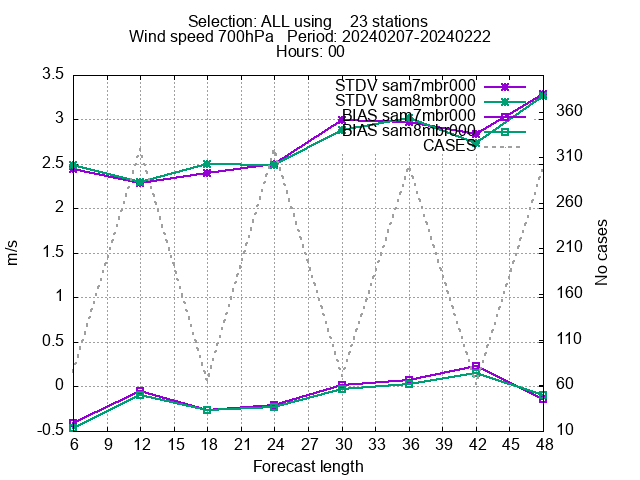 Selection: ALL using    23 stations
Wind speed 700hPa   Period: 20240207-20240222
Hours: 00
STDV sam7mbr000
STDV sam8mbr000
BIAS sam7mbr000
BIAS sam8mbr000
CASES
m/s
3.5
3
2.5
2
1.5
1
0.5
0
-0.5
No cases
360
310
260
210
160
110
60
10
6 9 12 15 18 21 24 27 30 33 36 39 42 45 48
Forecast length